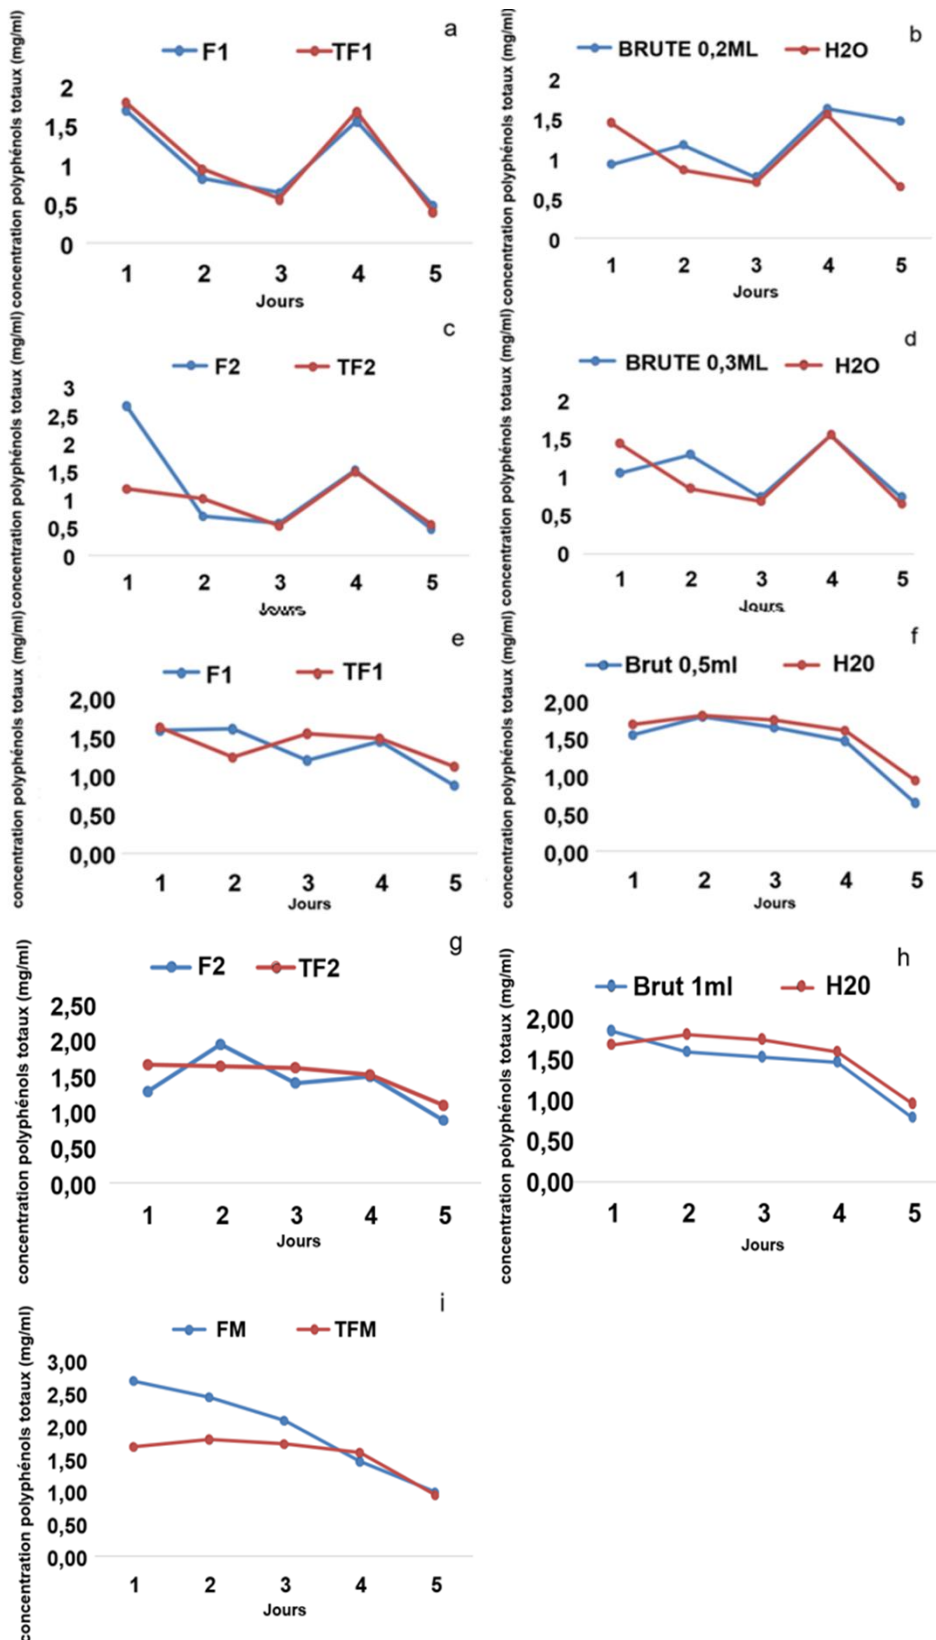 a
F1 TF1
concentration polyphénols totaux (mg/ml)
2
1,5
1
0,5
0
1 2 3 4 5
Jours
b
BRUTE 0,2ML H2O
concentration polyphénols totaux (mg/ml)
2
1,5
1
0,5
0
1 2 3 4 5
Jours
c
F2 TF2
concentration polyphénols totaux (mg/ml)
3
2,5
2
1,5
1
0,5
0
1 2 3 4 5
Jours
d
BRUTE 0,3ML H2O
concentration polyphénols totaux (mg/ml)
2
1,5
1
0,5
0
1 2 3 4 5
Jours
e
F1 TF1
concentration polyphénols totaux (mg/ml)
2,00
1,50
1,00
0,50
0,00
1 2 3 4 5
Jours
f
Brut 0,5ml H20
concentration polyphénols totaux (mg/ml)
2,00
1,50
1,00
0,50
0,00
1 2 3 4 5
Jours
g
F2 TF2
concentration polyphénols totaux (mg/ml)
2,50
2,00
1,50
1,00
0,50
0,00
1 2 3 4 5
Jours
h
Brut 1ml H20
concentration polyphénols totaux (mg/ml)
2,00
1,50
1,00
0,50
0,00
1 2 3 4 5
Jours
i
FM TFM
concentration polyphénols totaux (mg/ml)
3,00
2,50
2,00
1,50
1,00
0,50
0,00
1 2 3 4 5
Jours